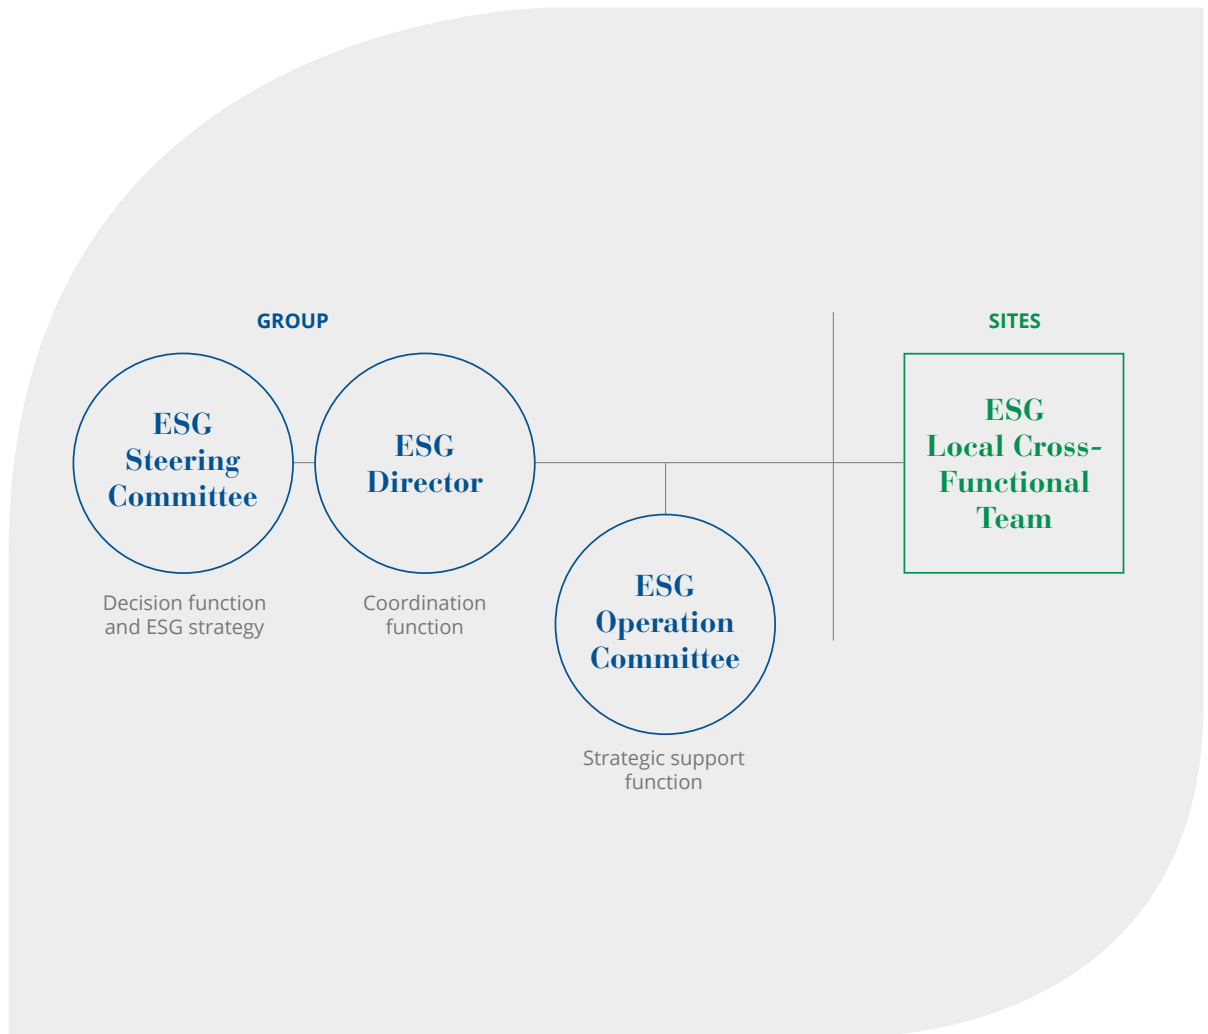 GROUP
ESG
Steering
Committee
Decision function
and ESG strategy
ESG
Director
Coordination
function
ESG
Operation
Committee
Strategic support
function
SITES
ESG
Local Cross-
Functional
Team